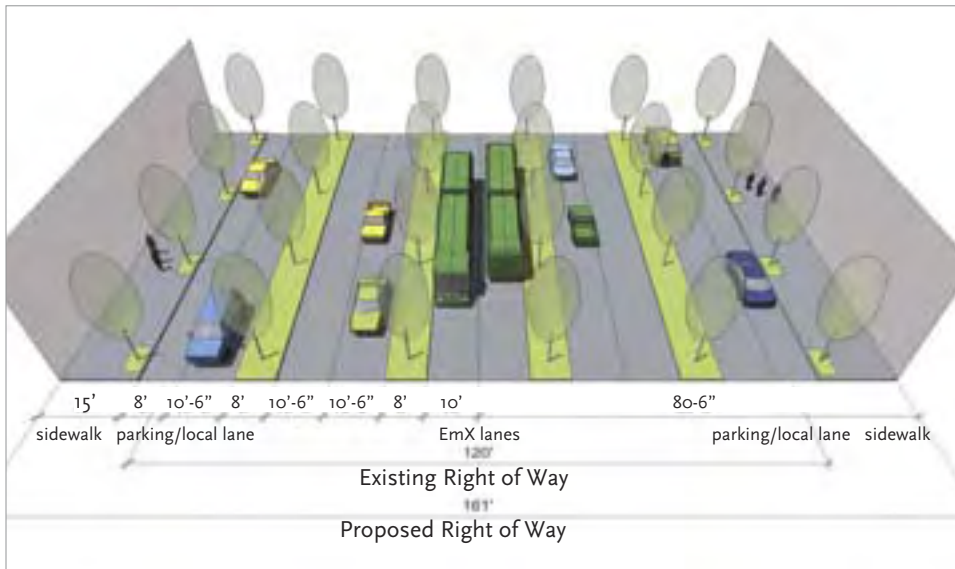 15’ 8’ 10’-6” 8’ 10’-6” 10’-6” 8’ 10’ 80-6”
sidewalk parking/local lane EmX lanes parking/local lane sidewalk
120'
Existing Right of Way
161'
Proposed Right of Way